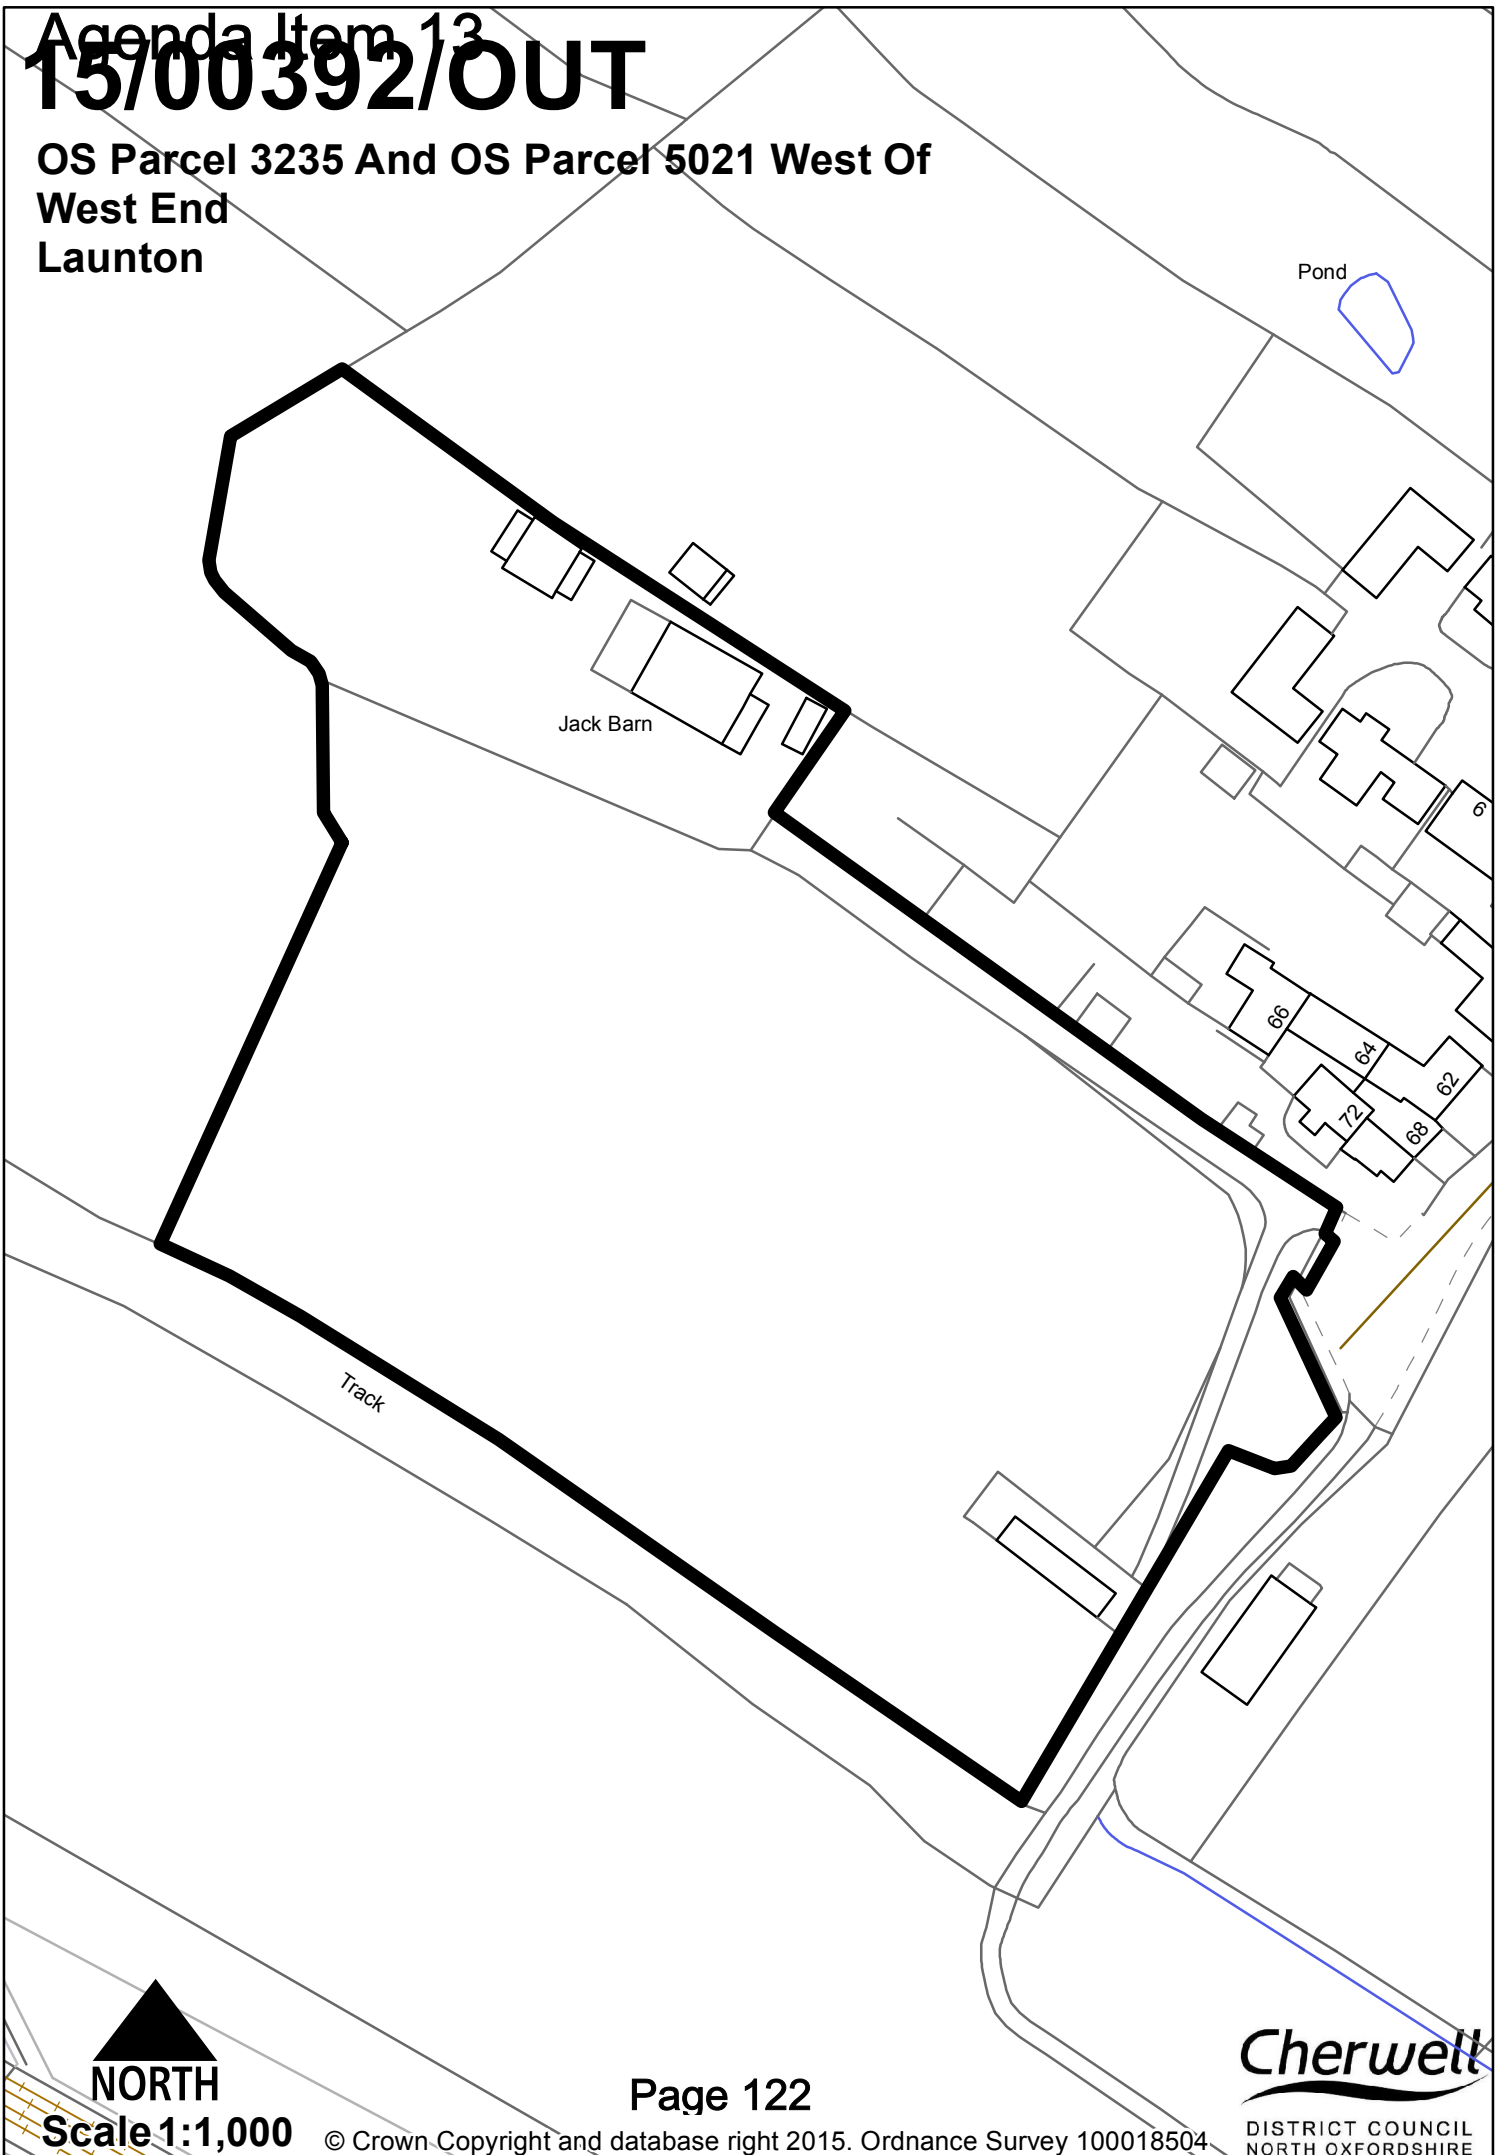 Agenda Item 13
15/00392/OUT
OS Parcel 3235 And OS Parcel 5021 West Of
West End
Launton
Pond
Jack Barn
6
66
64
62
72
68
Track
NORTH
Scale 1:1,000
Page 122
© Crown Copyright and database right 2015. Ordnance Survey 100018504
Cherwell
DISTRICT COUNCIL
NORTH OXFORDSHIRE